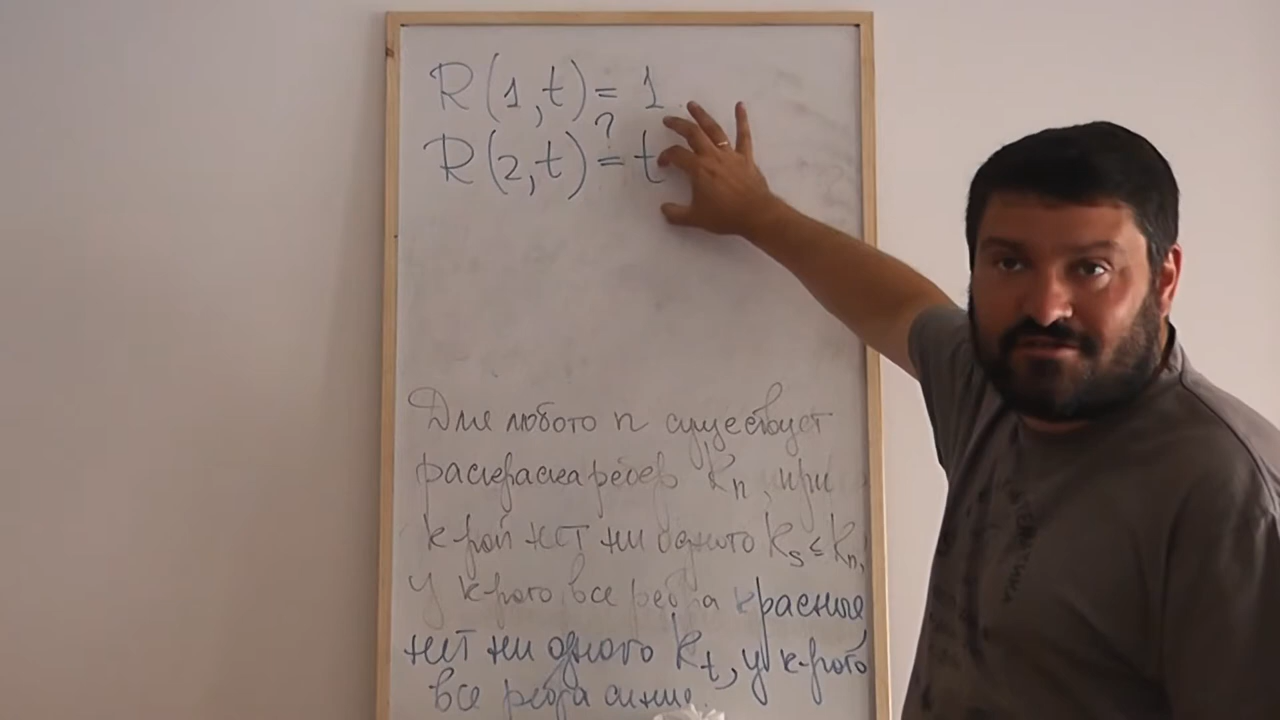 R(1,t) = 1
?
R(2,t) = t
Для любого n существует
раскраска рёбер Kₙ, при
к-рой нет ни одного Kₛ ≤ Kₙ,
у к-рого все рёбра красные
нет ни одного Kₜ, у к-рого
все рёбра синие.